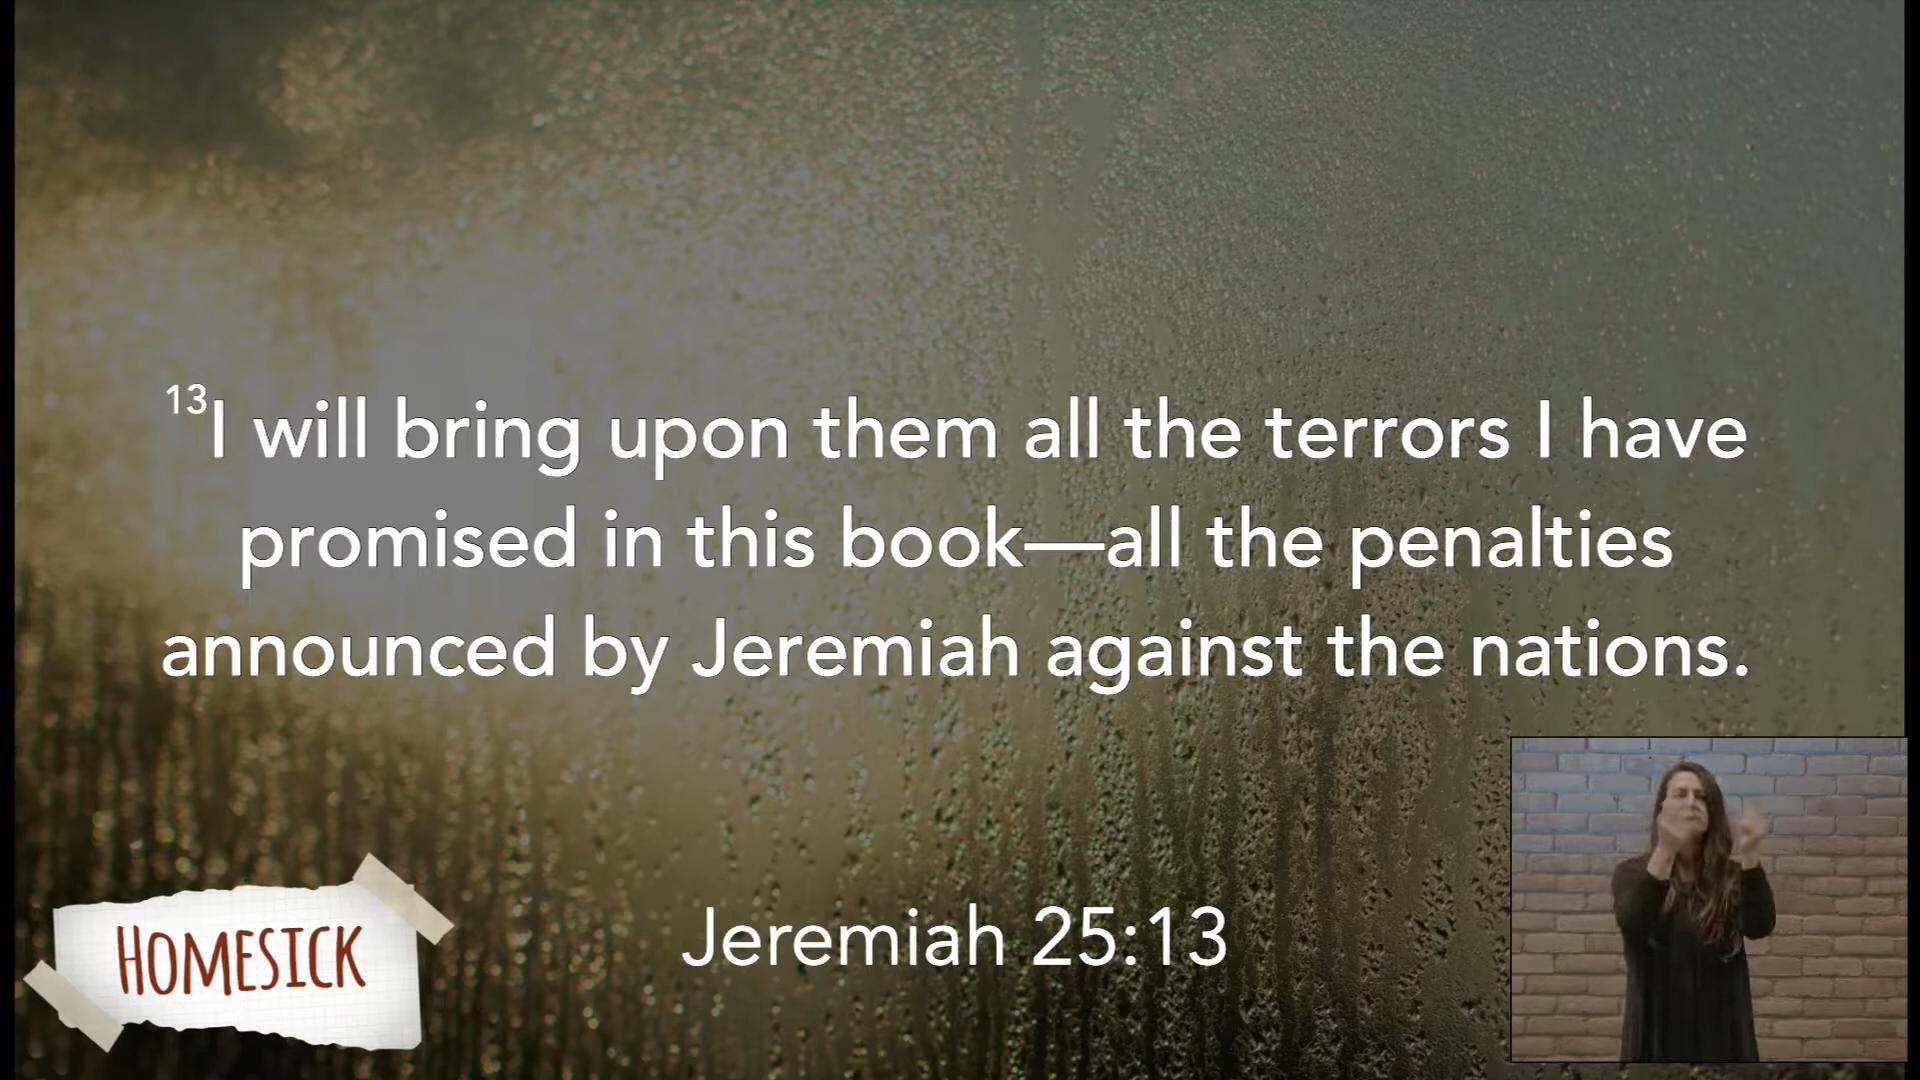 13I will bring upon them all the terrors I have
promised in this book—all the penalties
announced by Jeremiah against the nations.
Jeremiah 25:13
HOMESICK